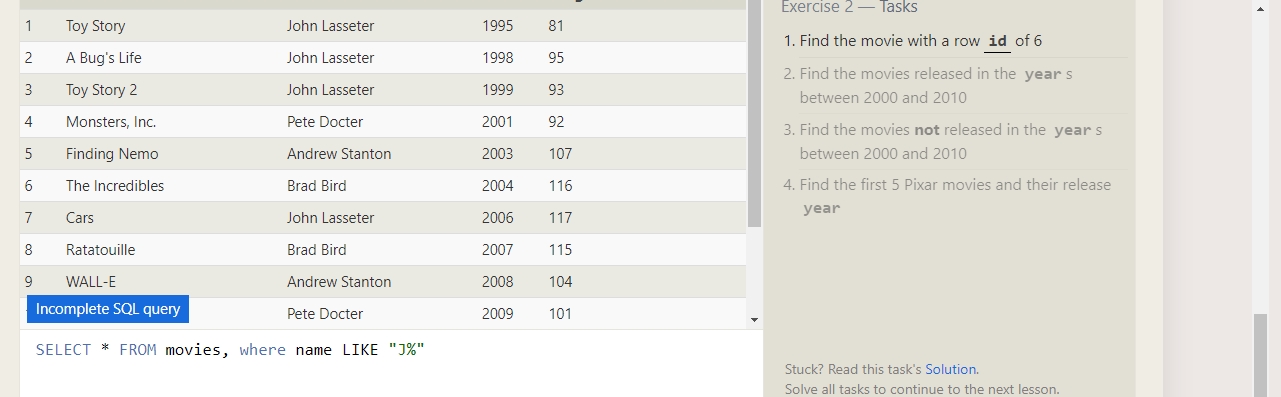 Exercise 2 — Tasks
1 Toy Story John Lasseter 1995 81
2 A Bug's Life John Lasseter 1998 95
3 Toy Story 2 John Lasseter 1999 93
4 Monsters, Inc. Pete Docter 2001 92
5 Finding Nemo Andrew Stanton 2003 107
6 The Incredibles Brad Bird 2004 116
7 Cars John Lasseter 2006 117
8 Ratatouille Brad Bird 2007 115
9 WALL-E Andrew Stanton 2008 104
Pete Docter 2009 101
Incomplete SQL query
SELECT * FROM movies, where name LIKE "J%"
1. Find the movie with a row id of 6
2. Find the movies released in the year s
between 2000 and 2010
3. Find the movies not released in the year s
between 2000 and 2010
4. Find the first 5 Pixar movies and their release
year
Stuck? Read this task's Solution.
Solve all tasks to continue to the next lesson.